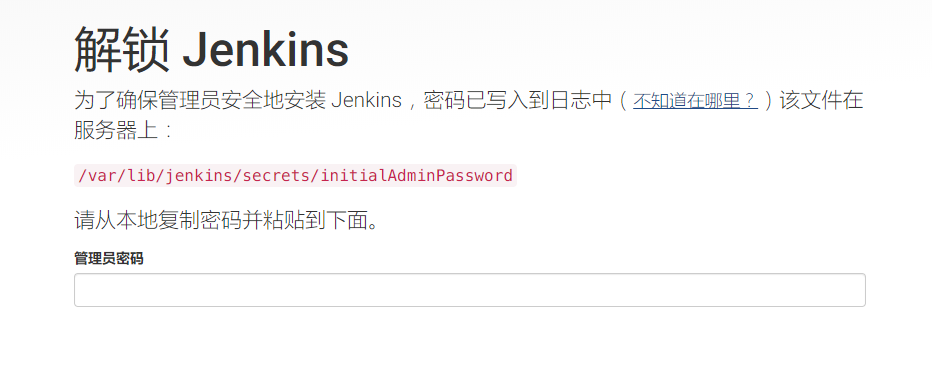 解锁 Jenkins
为了确保管理员安全地安装 Jenkins，密码已写入到日志中（不知道在哪里？）该文件在
服务器上：
/var/lib/jenkins/secrets/initialAdminPassword
请从本地复制密码并粘贴到下面。
管理员密码